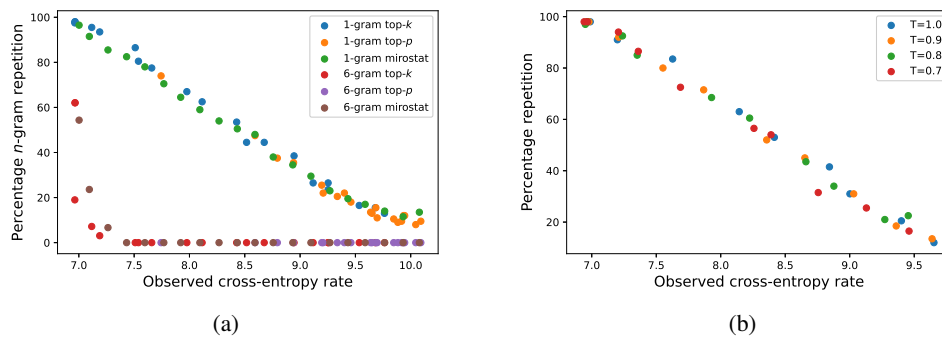 100
80
60
40
20
0
Percentage n-gram repetition
7.0 7.5 8.0 8.5 9.0 9.5 10.0
Observed cross-entropy rate
1-gram top-k
1-gram top-p
1-gram mirostat
6-gram top-k
6-gram top-p
6-gram mirostat
(a)
100
80
60
40
20
Percentage repetition
7.0 7.5 8.0 8.5 9.0 9.5
Observed cross-entropy rate
T=1.0
T=0.9
T=0.8
T=0.7
(b)